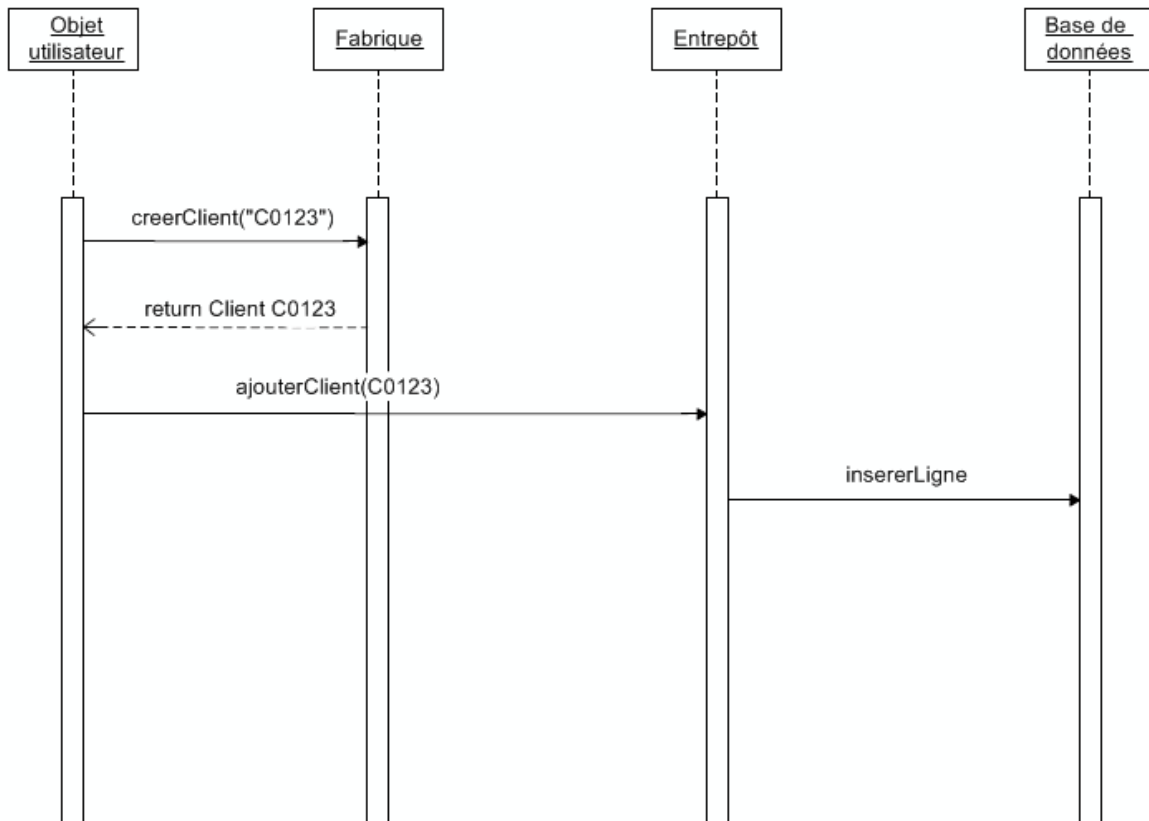 Objet
utilisateur
Fabrique
Entrepôt
Base de
données
creerClient("C0123")
return Client C0123
ajouterClient(C0123)
insererLigne